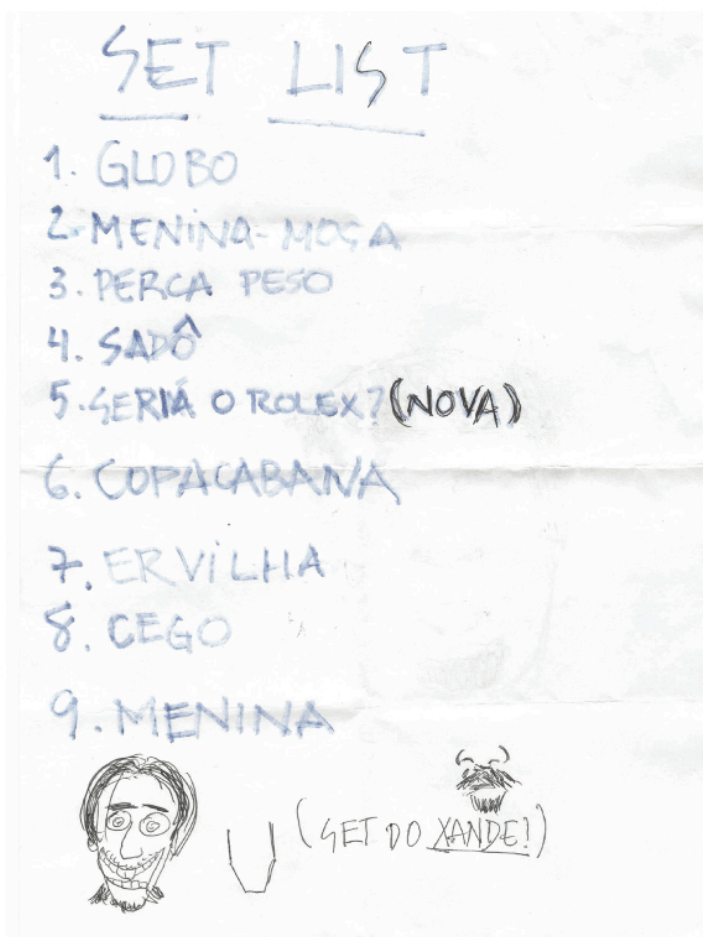 SET LIST
1. GLOBO
2. MENINA-MOÇA
3. PERCA PESO
4. SADÔ
5. SERIÁ O ROLEX? (NOVA)
6. COPACABANA
7. ERVILHA
8. CEGO
9. MENINA
(SET DO XANDE!)